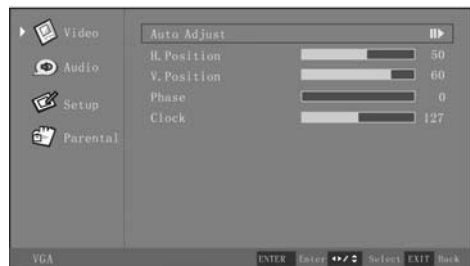 Video
Audio
Setup
Parental
Auto Adjust
H.Position 50
V.Position 60
Phase 0
Clock 127
VGA
ENTER Enter Select EXIT Back